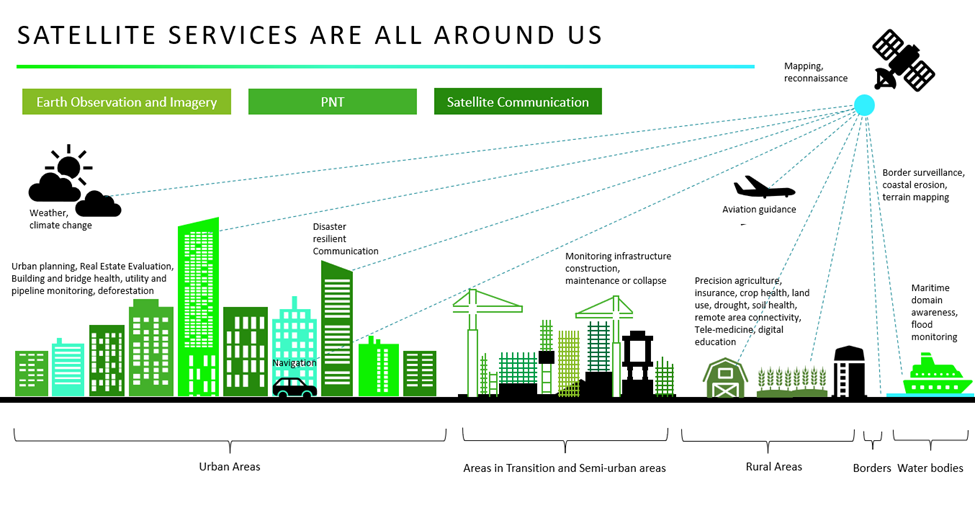 SATELLITE SERVICES ARE ALL AROUND US
Mapping,
reconnaissance
Earth Observation and Imagery
PNT
Satellite Communication
Weather,
climate change
Border surveillance,
coastal erosion,
terrain mapping
Aviation guidance
Disaster
resilient
Communication
Urban planning, Real Estate Evaluation,
Building and bridge health, utility and
pipeline monitoring, deforestation
Monitoring infrastructure
construction,
maintenance or collapse
Precision agriculture,
insurance, crop health, land
use, drought, soil health,
remote area connectivity,
Tele-medicine, digital
education
Maritime
domain
awareness,
flood
monitoring
Navigation
Urban Areas
Areas in Transition and Semi-urban areas
Rural Areas
Borders
Water bodies